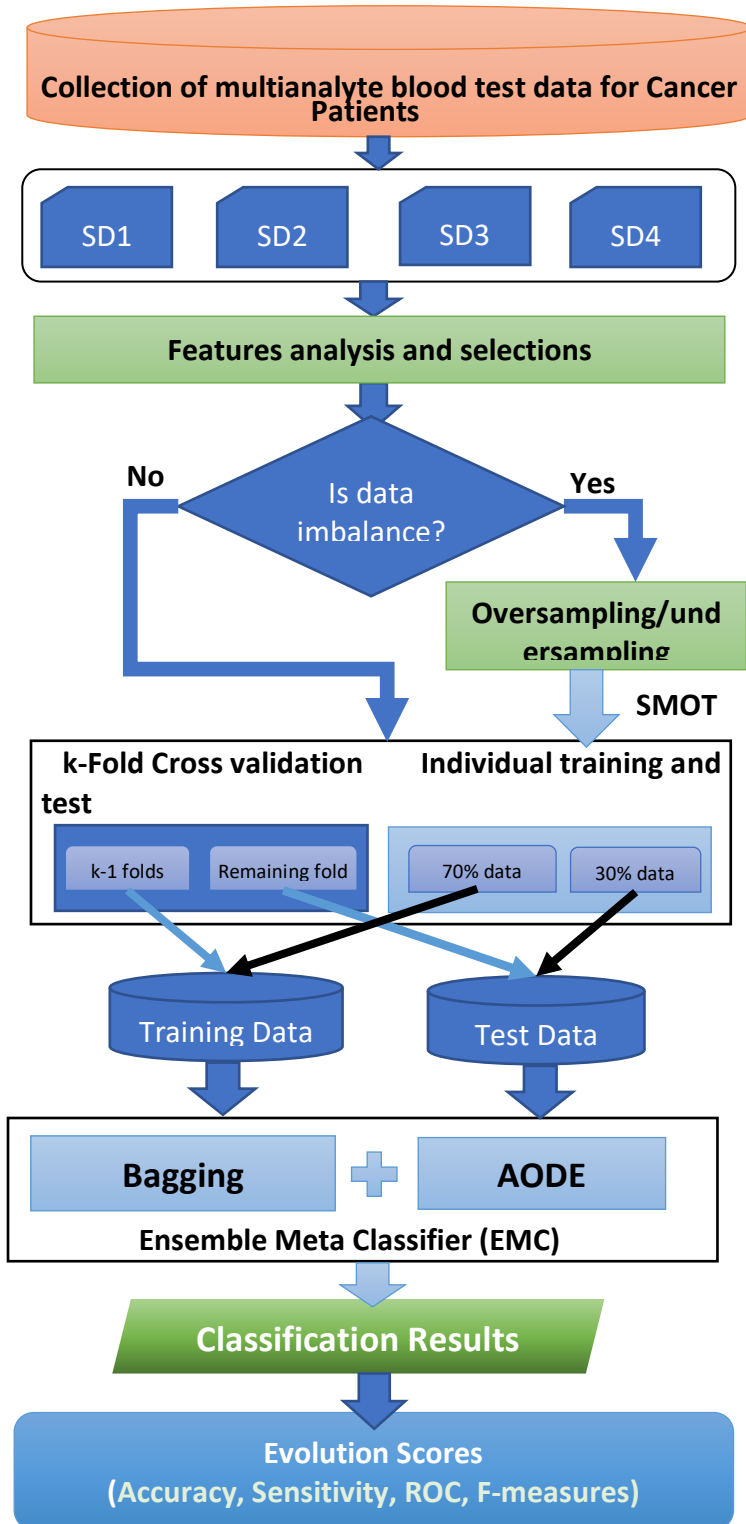 Collection of multianalyte blood test data for Cancer
Patients
SD1
SD2
SD3
SD4
Features analysis and selections
No
Is data
imbalance?
Yes
Oversampling/und
ersampling
SMOT
k-Fold Cross validation Individual training and
test
k-1 folds
Remaining fold
70% data
30% data
Training Data
Test Data
Bagging
AODE
Ensemble Meta Classifier (EMC)
Classification Results
Evolution Scores
(Accuracy, Sensitivity, ROC, F-measures)